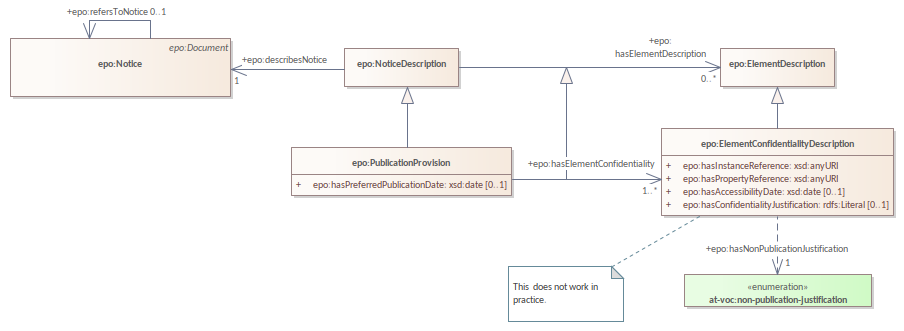 +epo:refersToNotice 0..1
epo:Document
epo:Notice
+epo:describesNotice
1
epo:NoticeDescription
+epo:
hasElementDescription
0..*
epo:ElementDescription
epo:PublicationProvision
+ epo:hasPreferredPublicationDate: xsd:date [0..1]
+epo:hasElementConfidentiality
1..*
epo:ElementConfidentialityDescription
+ epo:hasInstanceReference: xsd:anyURI
+ epo:hasPropertyReference: xsd:anyURI
+ epo:hasAccessibilityDate: xsd:date [0..1]
+ epo:hasConfidentialityJustification: rdfs:Literal [0..1]
+epo:hasNonPublicationJustification
1
This does not work in
practice.
«enumeration»
at-voc:non-publication-justification